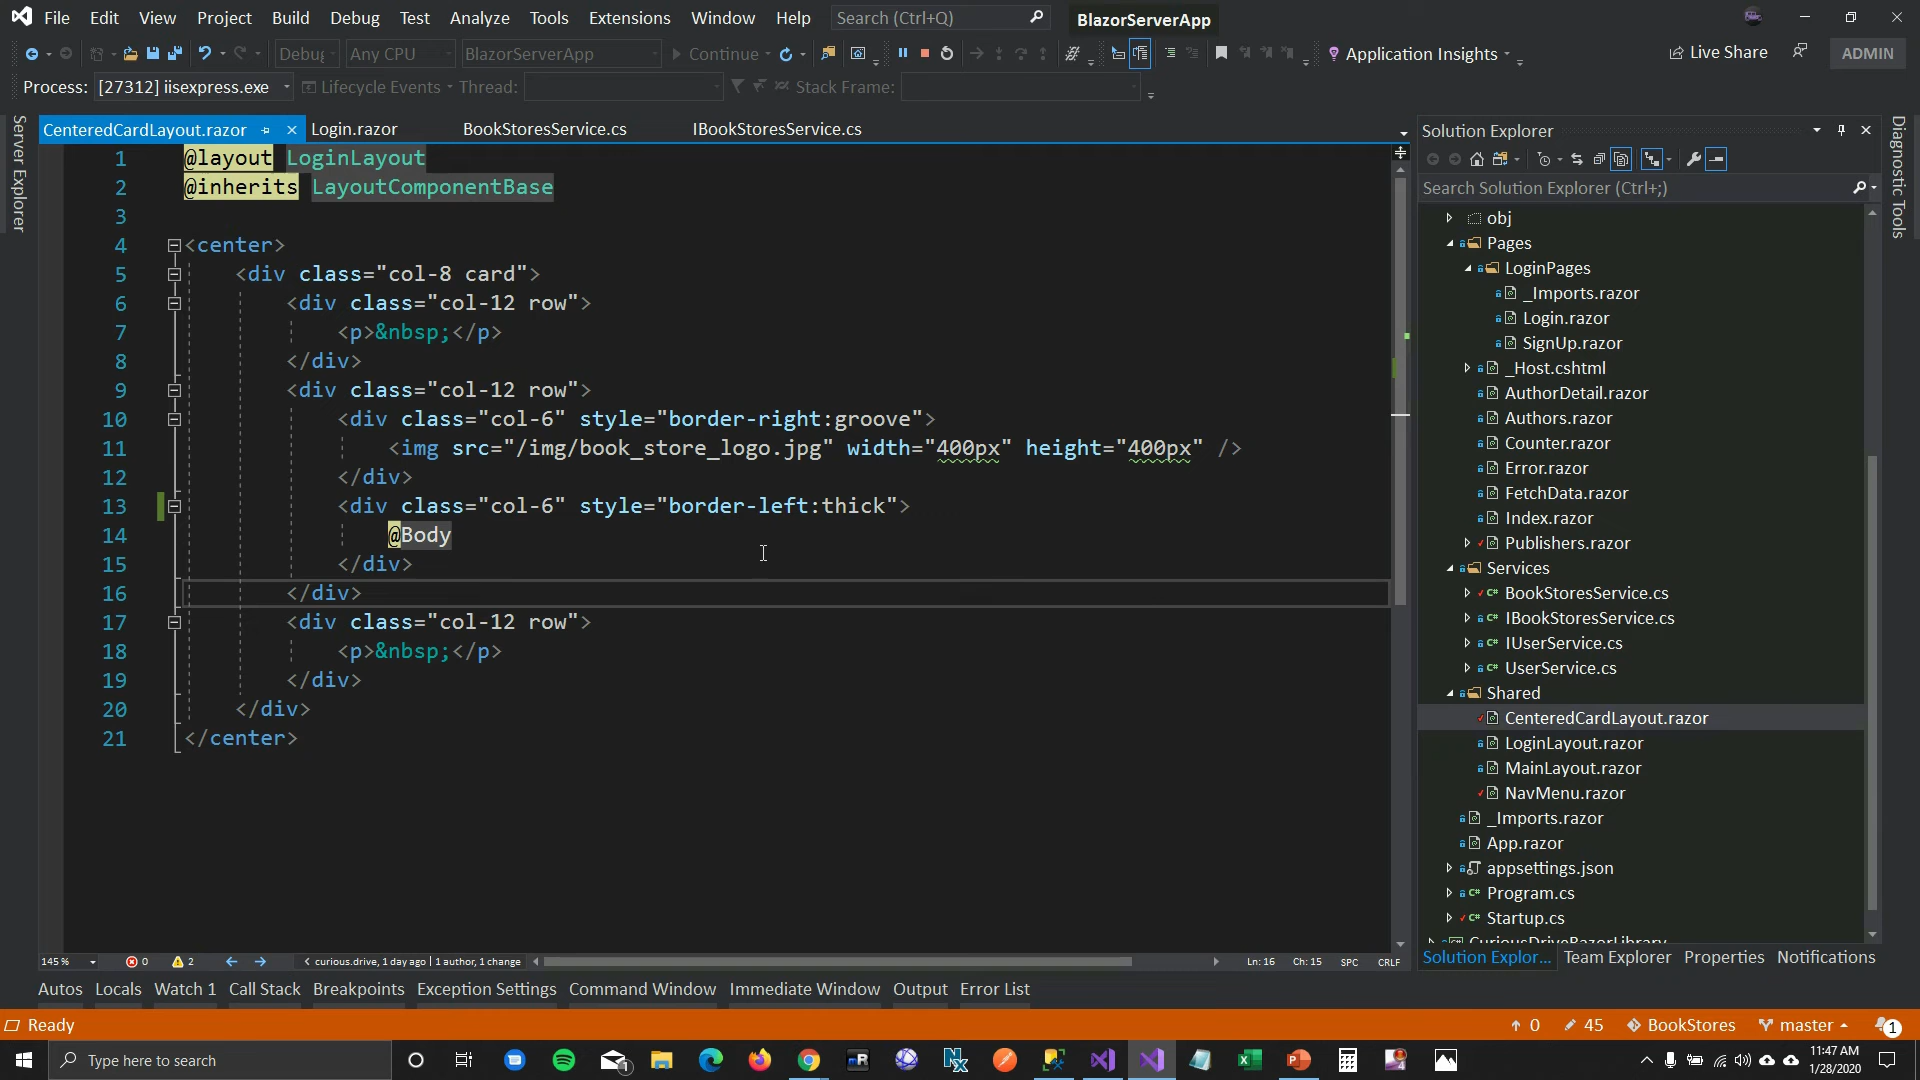 File Edit View Project Build Debug Test Analyze Tools Extensions Window Help Search (Ctrl+Q) BlazorServerApp
Debug Any CPU BlazorServerApp Continue Application Insights Live Share ADMIN
Process: [27312] iisexpress.exe Lifecycle Events Thread: Stack Frame:
Server Explorer
CenteredCardLayout.razor Login.razor BookStoresService.cs IBookStoresService.cs
1 @layout LoginLayout
2 @inherits LayoutComponentBase
3
4 <center>
5 <div class="col-8 card">
6 <div class="col-12 row">
7 <p>&nbsp;</p>
8 </div>
9 <div class="col-12 row">
10 <div class="col-6" style="border-right:groove">
11 <img src="/img/book_store_logo.jpg" width="400px" height="400px" />
12 </div>
13 <div class="col-6" style="border-left:thick">
14 @Body
15 </div>
16 </div>
17 <div class="col-12 row">
18 <p>&nbsp;</p>
19 </div>
20 </div>
21 </center>
145 % 0 2 curious.drive, 1 day ago | 1 author, 1 change Ln: 16 Ch: 15 SPC CRLF
Solution Explorer
Search Solution Explorer (Ctrl+;)
obj
Pages
LoginPages
_Imports.razor
Login.razor
SignUp.razor
_Host.cshtml
AuthorDetail.razor
Authors.razor
Counter.razor
Error.razor
FetchData.razor
Index.razor
Publishers.razor
Services
BookStoresService.cs
IBookStoresService.cs
IUserService.cs
UserService.cs
Shared
CenteredCardLayout.razor
LoginLayout.razor
MainLayout.razor
NavMenu.razor
_Imports.razor
App.razor
appsettings.json
Program.cs
Startup.cs
CuriousDriveRazorLibrary
Solution Explor... Team Explorer Properties Notifications
Diagnostic Tools
Autos Locals Watch 1 Call Stack Breakpoints Exception Settings Command Window Immediate Window Output Error List
Ready 0 45 BookStores master 1
Type here to search
11:47 AM
1/28/2020